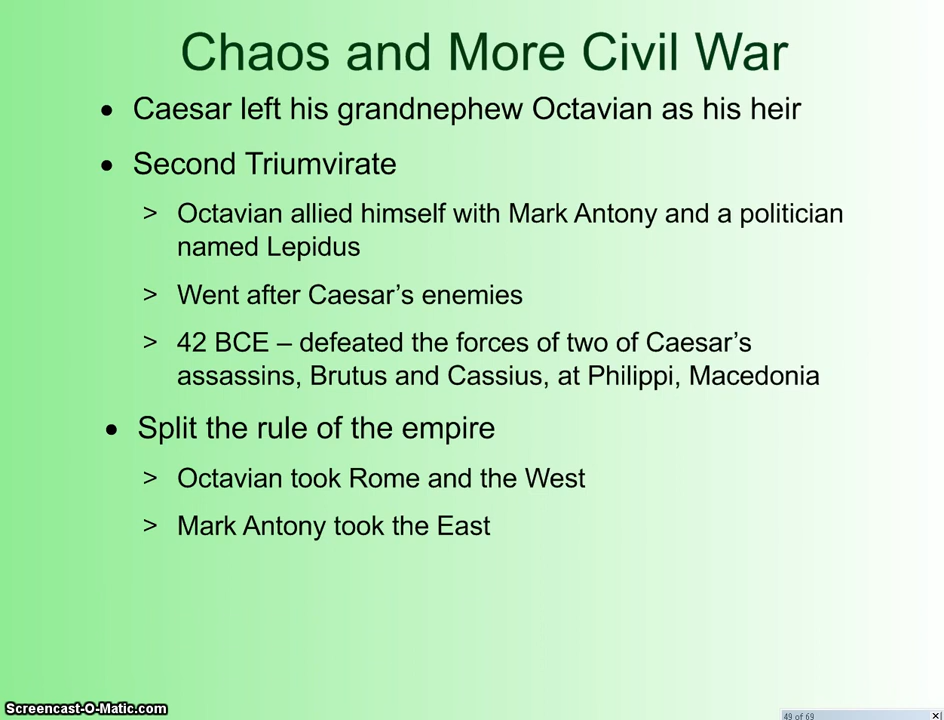 Chaos and More Civil War
• Caesar left his grandnephew Octavian as his heir
• Second Triumvirate
> Octavian allied himself with Mark Antony and a politician
named Lepidus
> Went after Caesar’s enemies
> 42 BCE – defeated the forces of two of Caesar’s
assassins, Brutus and Cassius, at Philippi, Macedonia
• Split the rule of the empire
> Octavian took Rome and the West
> Mark Antony took the East
Screencast-O-Matic.com
49 of 69